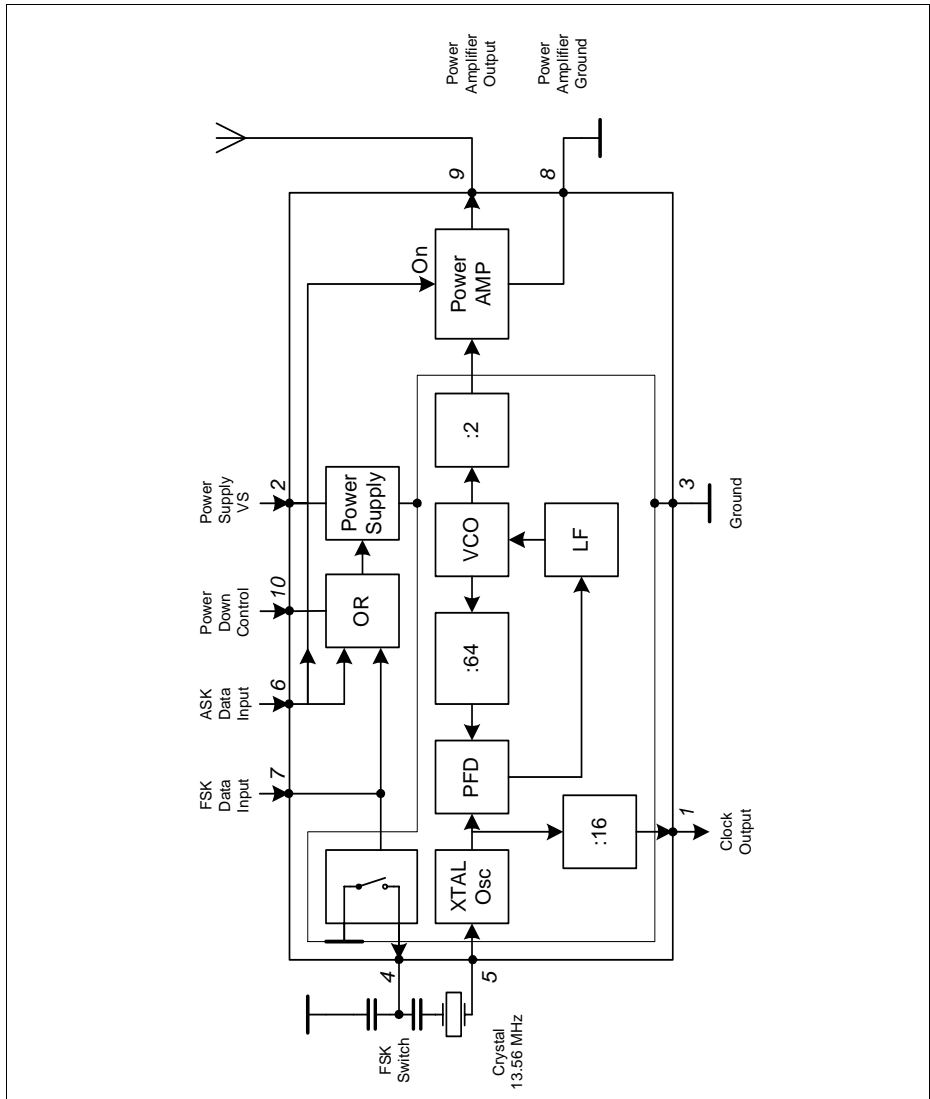 Power
Amplifier
Output
Power
Amplifier
Ground
9
8
On
Power
AMP
:2
Power
Supply
VS
2
Power
Supply
3
Ground
VCO
LF
Power
Down
Control
10
OR
:64
ASK
Data
Input
6
FSK
Data
Input
7
PFD
:16
1
Clock
Output
XTAL
Osc
4
5
FSK
Switch
Crystal
13.56 MHz